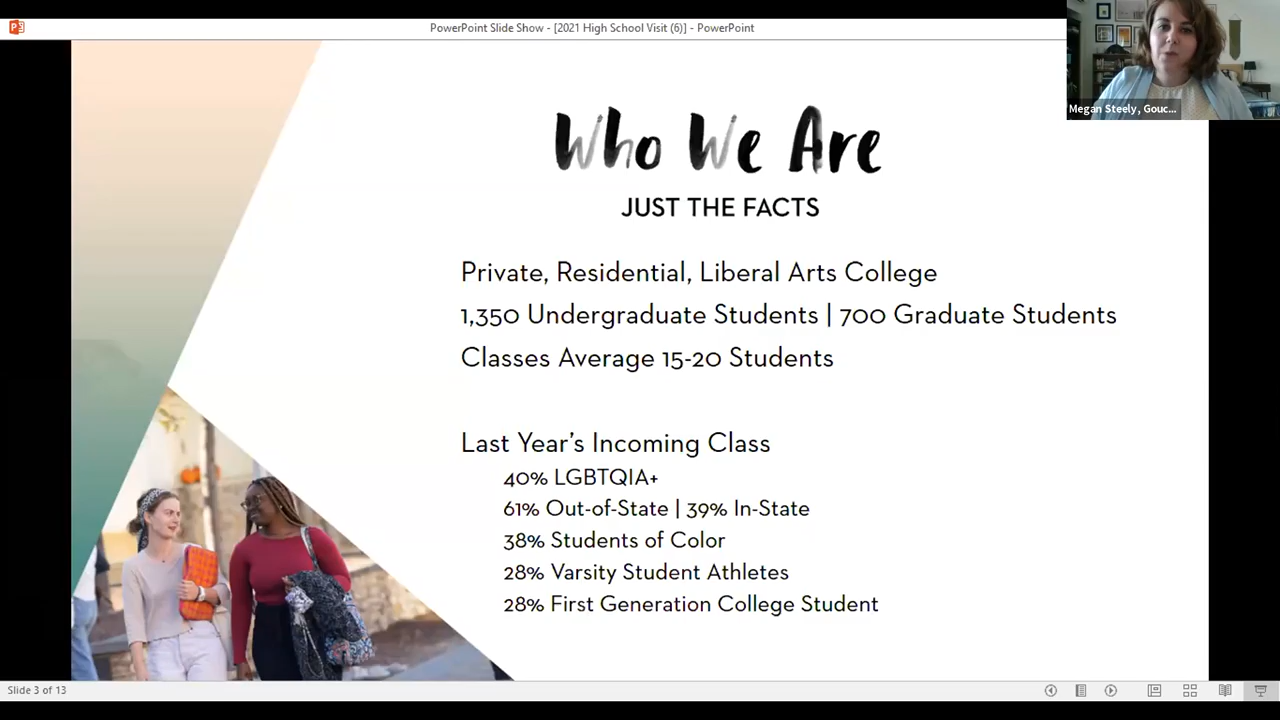 PowerPoint Slide Show - [2021 High School Visit (6)] - PowerPoint
Megan Steely, Gouc...
Who We Are
JUST THE FACTS
Private, Residential, Liberal Arts College
1,350 Undergraduate Students | 700 Graduate Students
Classes Average 15-20 Students
Last Year's Incoming Class
40% LGBTQIA+
61% Out-of-State | 39% In-State
38% Students of Color
28% Varsity Student Athletes
28% First Generation College Student
Slide 3 of 13